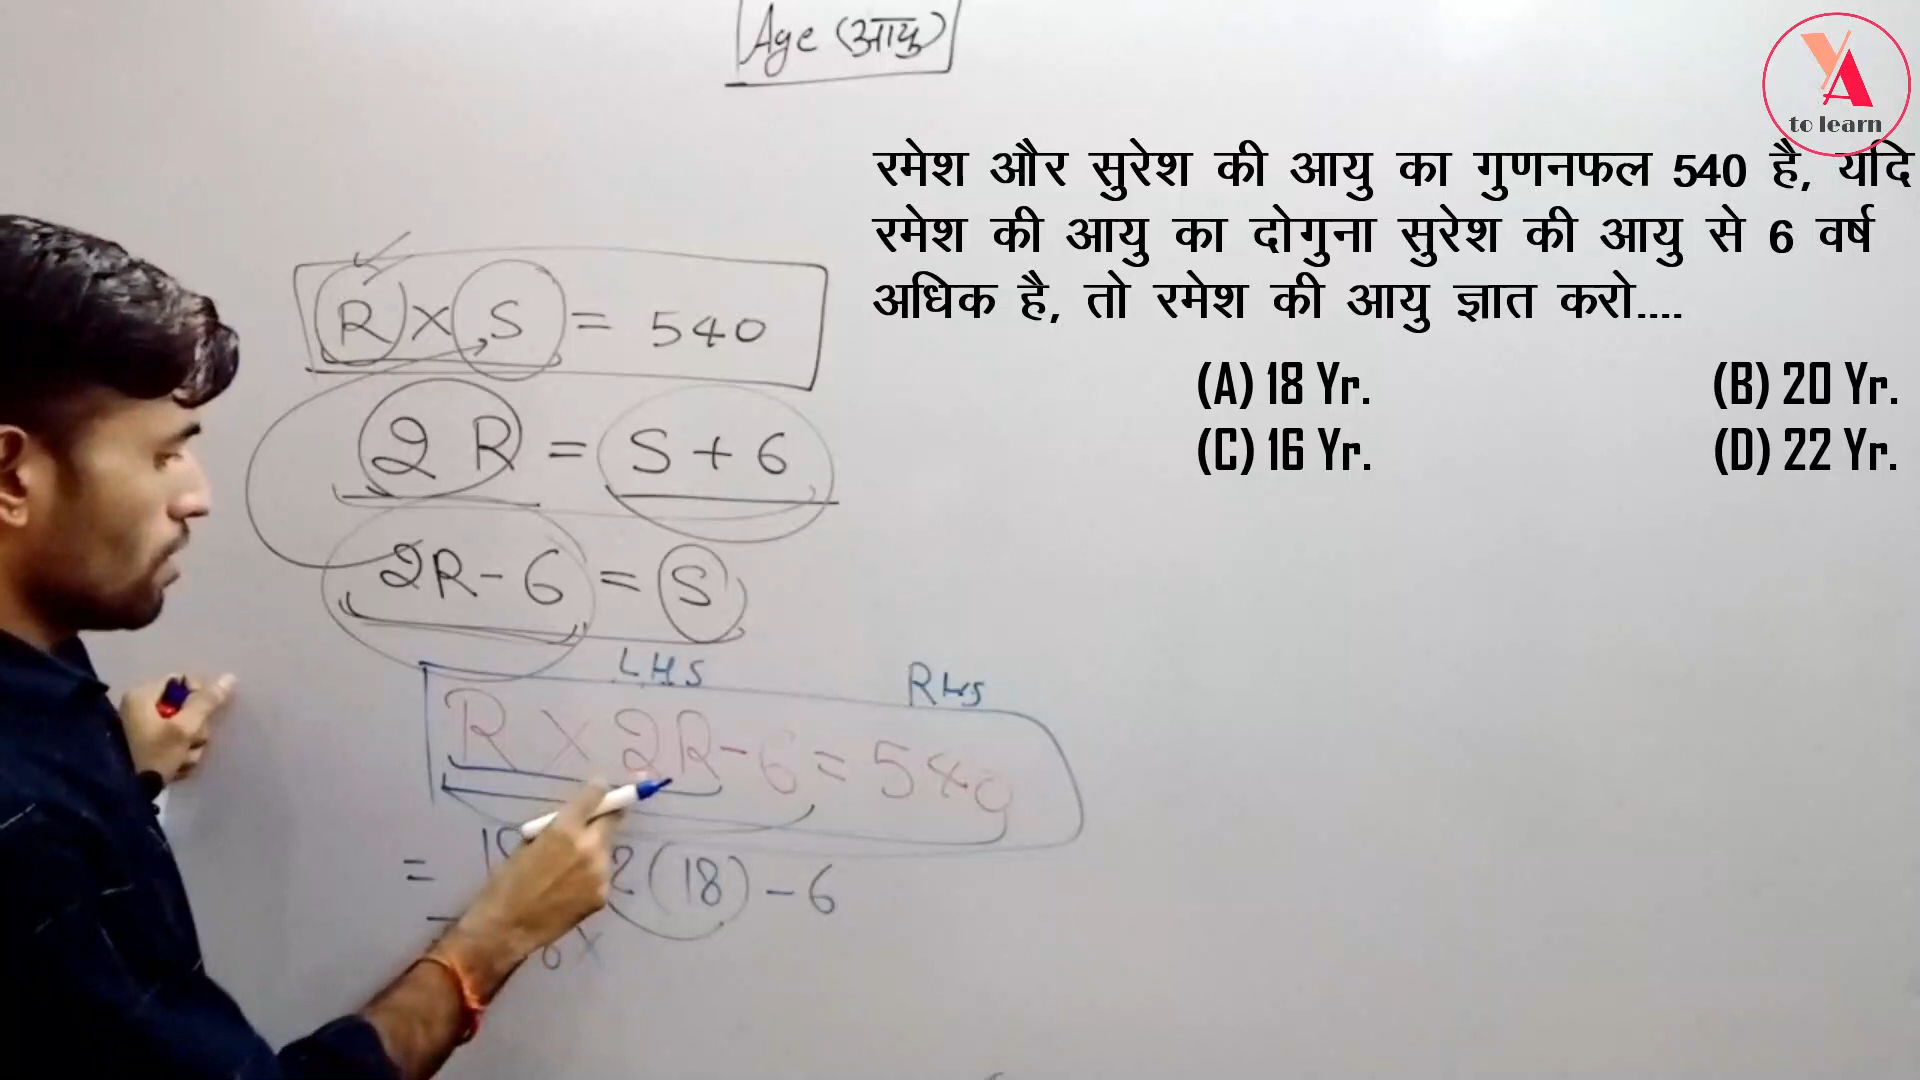 Age (आयु)
YA
to learn
रमेश और सुरेश की आयु का गुणनफल 540 है, यदि
रमेश की आयु का दोगुना सुरेश की आयु से 6 वर्ष
अधिक है, तो रमेश की आयु ज्ञात करो....
(A) 18 Yr. (B) 20 Yr.
(C) 16 Yr. (D) 22 Yr.
R × S = 540
2R = S + 6
2R - 6 = S
LHS RHS
R × 2R - 6 = 540
= 2(18) - 6